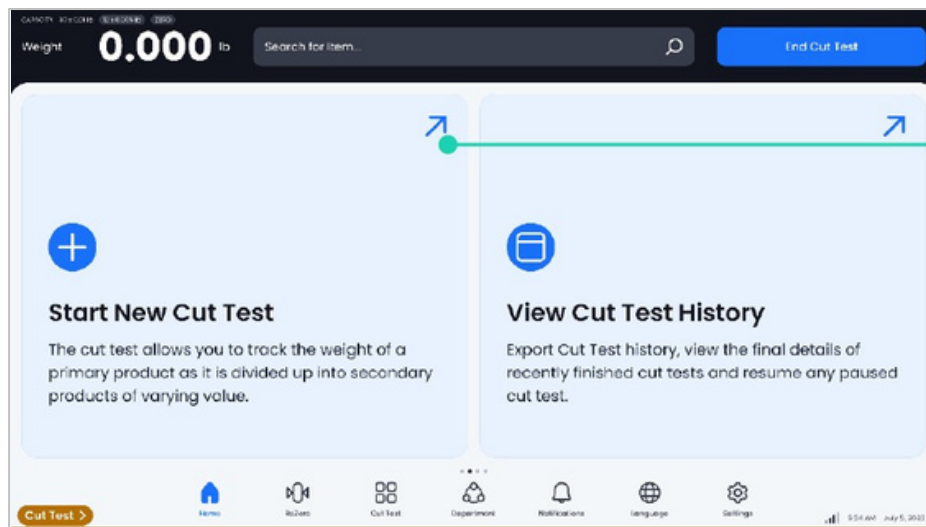 ZERO
Weight 0.000 lb Search for Item... End Cut Test
Start New Cut Test
The cut test allows you to track the weight of a
primary product as it is divided up into secondary
products of varying value.
View Cut Test History
Export Cut Test history, view the final details of
recently finished cut tests and resume any paused
cut test.
Home ReZero Cut Test Department Notifications Language Settings
Cut Test >